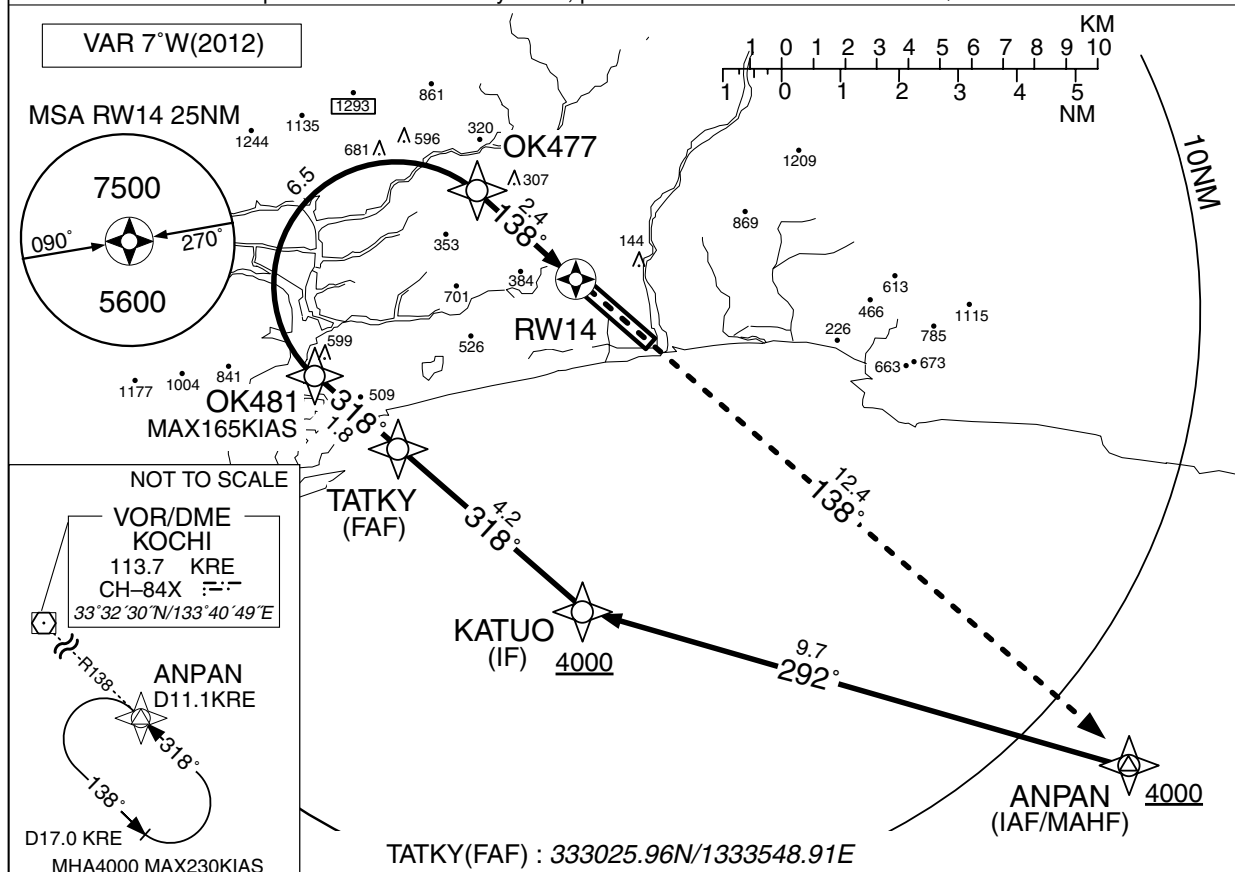 VAR 7°W(2012)
KM
1 0 1 2 3 4 5 6 7 8 9 10
1 0 1 2 3 4 5
NM
10NM
MSA RW14 25NM
7500
090°
270°
5600
1293
861
1135
1244
681
596
320
OK477
307
6.5
2.4
138°
353
701
384
526
599
1177
1004
841
509
OK481
MAX165KIAS
318°
1.8
RW14
144
1209
869
613
466
1115
226
785
663
673
TATKY
(FAF)
4.2
318°
KATUO
(IF)
4000
9.7
292°
12.4
138°
ANPAN
(IAF/MAHF)
4000
NOT TO SCALE
VOR/DME
KOCHI
113.7 KRE
CH–84X
33°32´30˝N/133°40´49˝E
R138
ANPAN
D11.1KRE
318°
138°
D17.0 KRE
MHA4000 MAX230KIAS
TATKY(FAF) : 333025.96N/1333548.91E